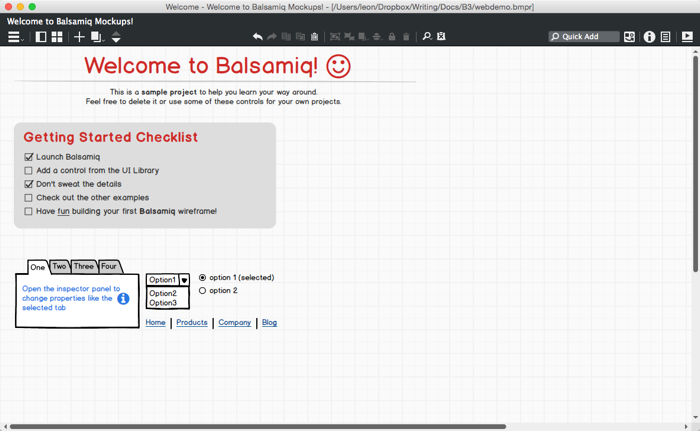 Welcome - Welcome to Balsamiq Mockups! - [/Users/leon/Dropbox/Writing/Docs/B3/webdemo.bmpr]
Welcome to Balsamiq Mockups!
Quick Add
Welcome to Balsamiq!
This is a sample project to help you learn your way around.
Feel free to delete it or use some of these controls for your own projects.
Getting Started Checklist
Launch Balsamiq
Add a control from the UI Library
Don't sweat the details
Check out the other examples
Have fun building your first Balsamiq wireframe!
One Two Three Four
Open the inspector panel to
change properties like the
selected tab
Option1
Option2
Option3
option 1 (selected)
option 2
Home | Products | Company | Blog